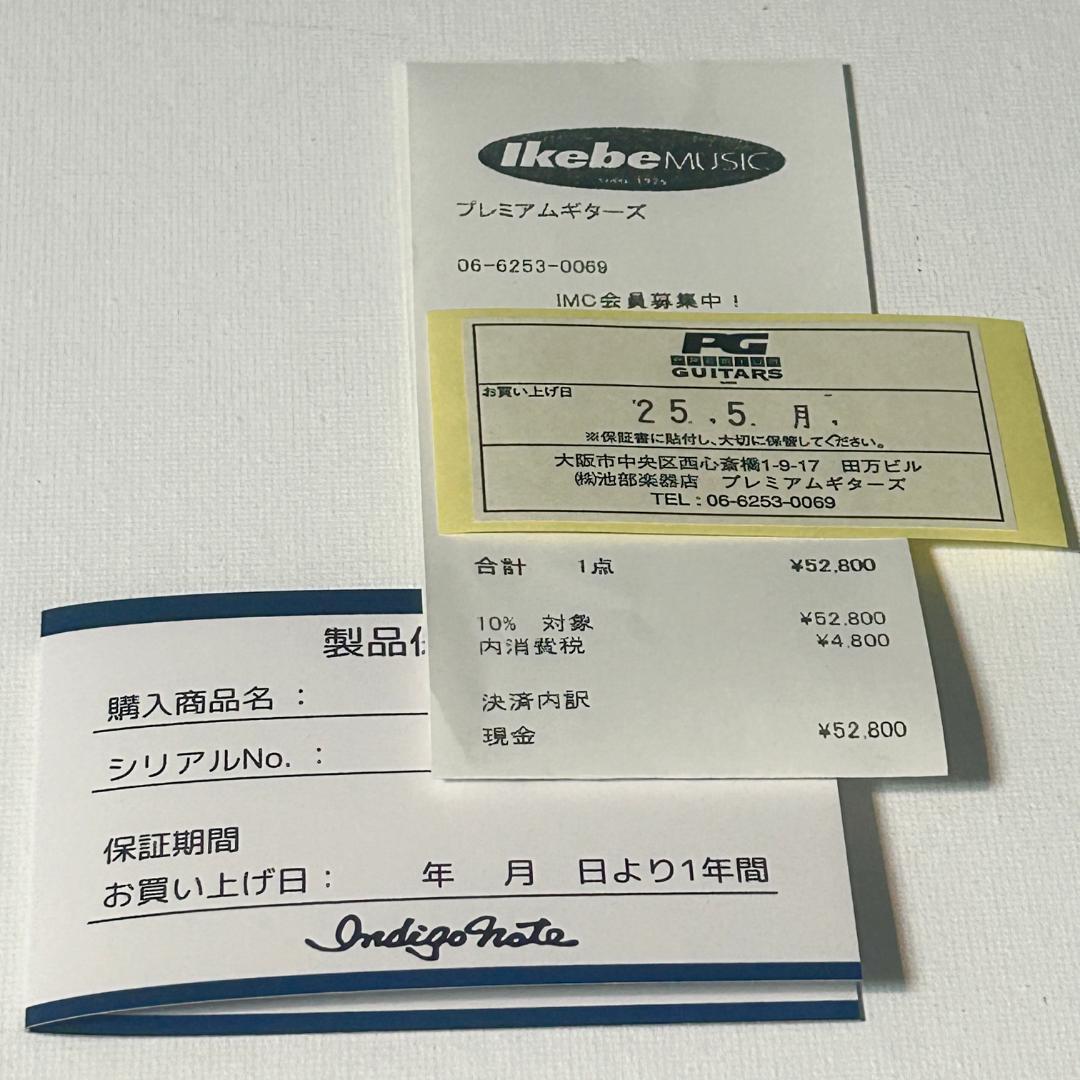 Ikebe MUSIC
プレミアムギターズ
06-6253-0069
IMC会員募集中！
PG
PREMIUM
GUITARS
お買い上げ日
'25.5.月.
※保証書に貼付し、大切に保管してください。
大阪市中央区西心斎橋1-9-17 田万ビル
㈱池部楽器店 プレミアムギターズ
TEL：06-6253-0069
合計 1点 ¥52,800
10% 対象 ¥52,800
内消費税 ¥4,800
決済内訳
現金 ¥52,800
製品
購入商品名：
シリアルNo.：
保証期間
お買い上げ日： 年 月 日より1年間
Indigo Note